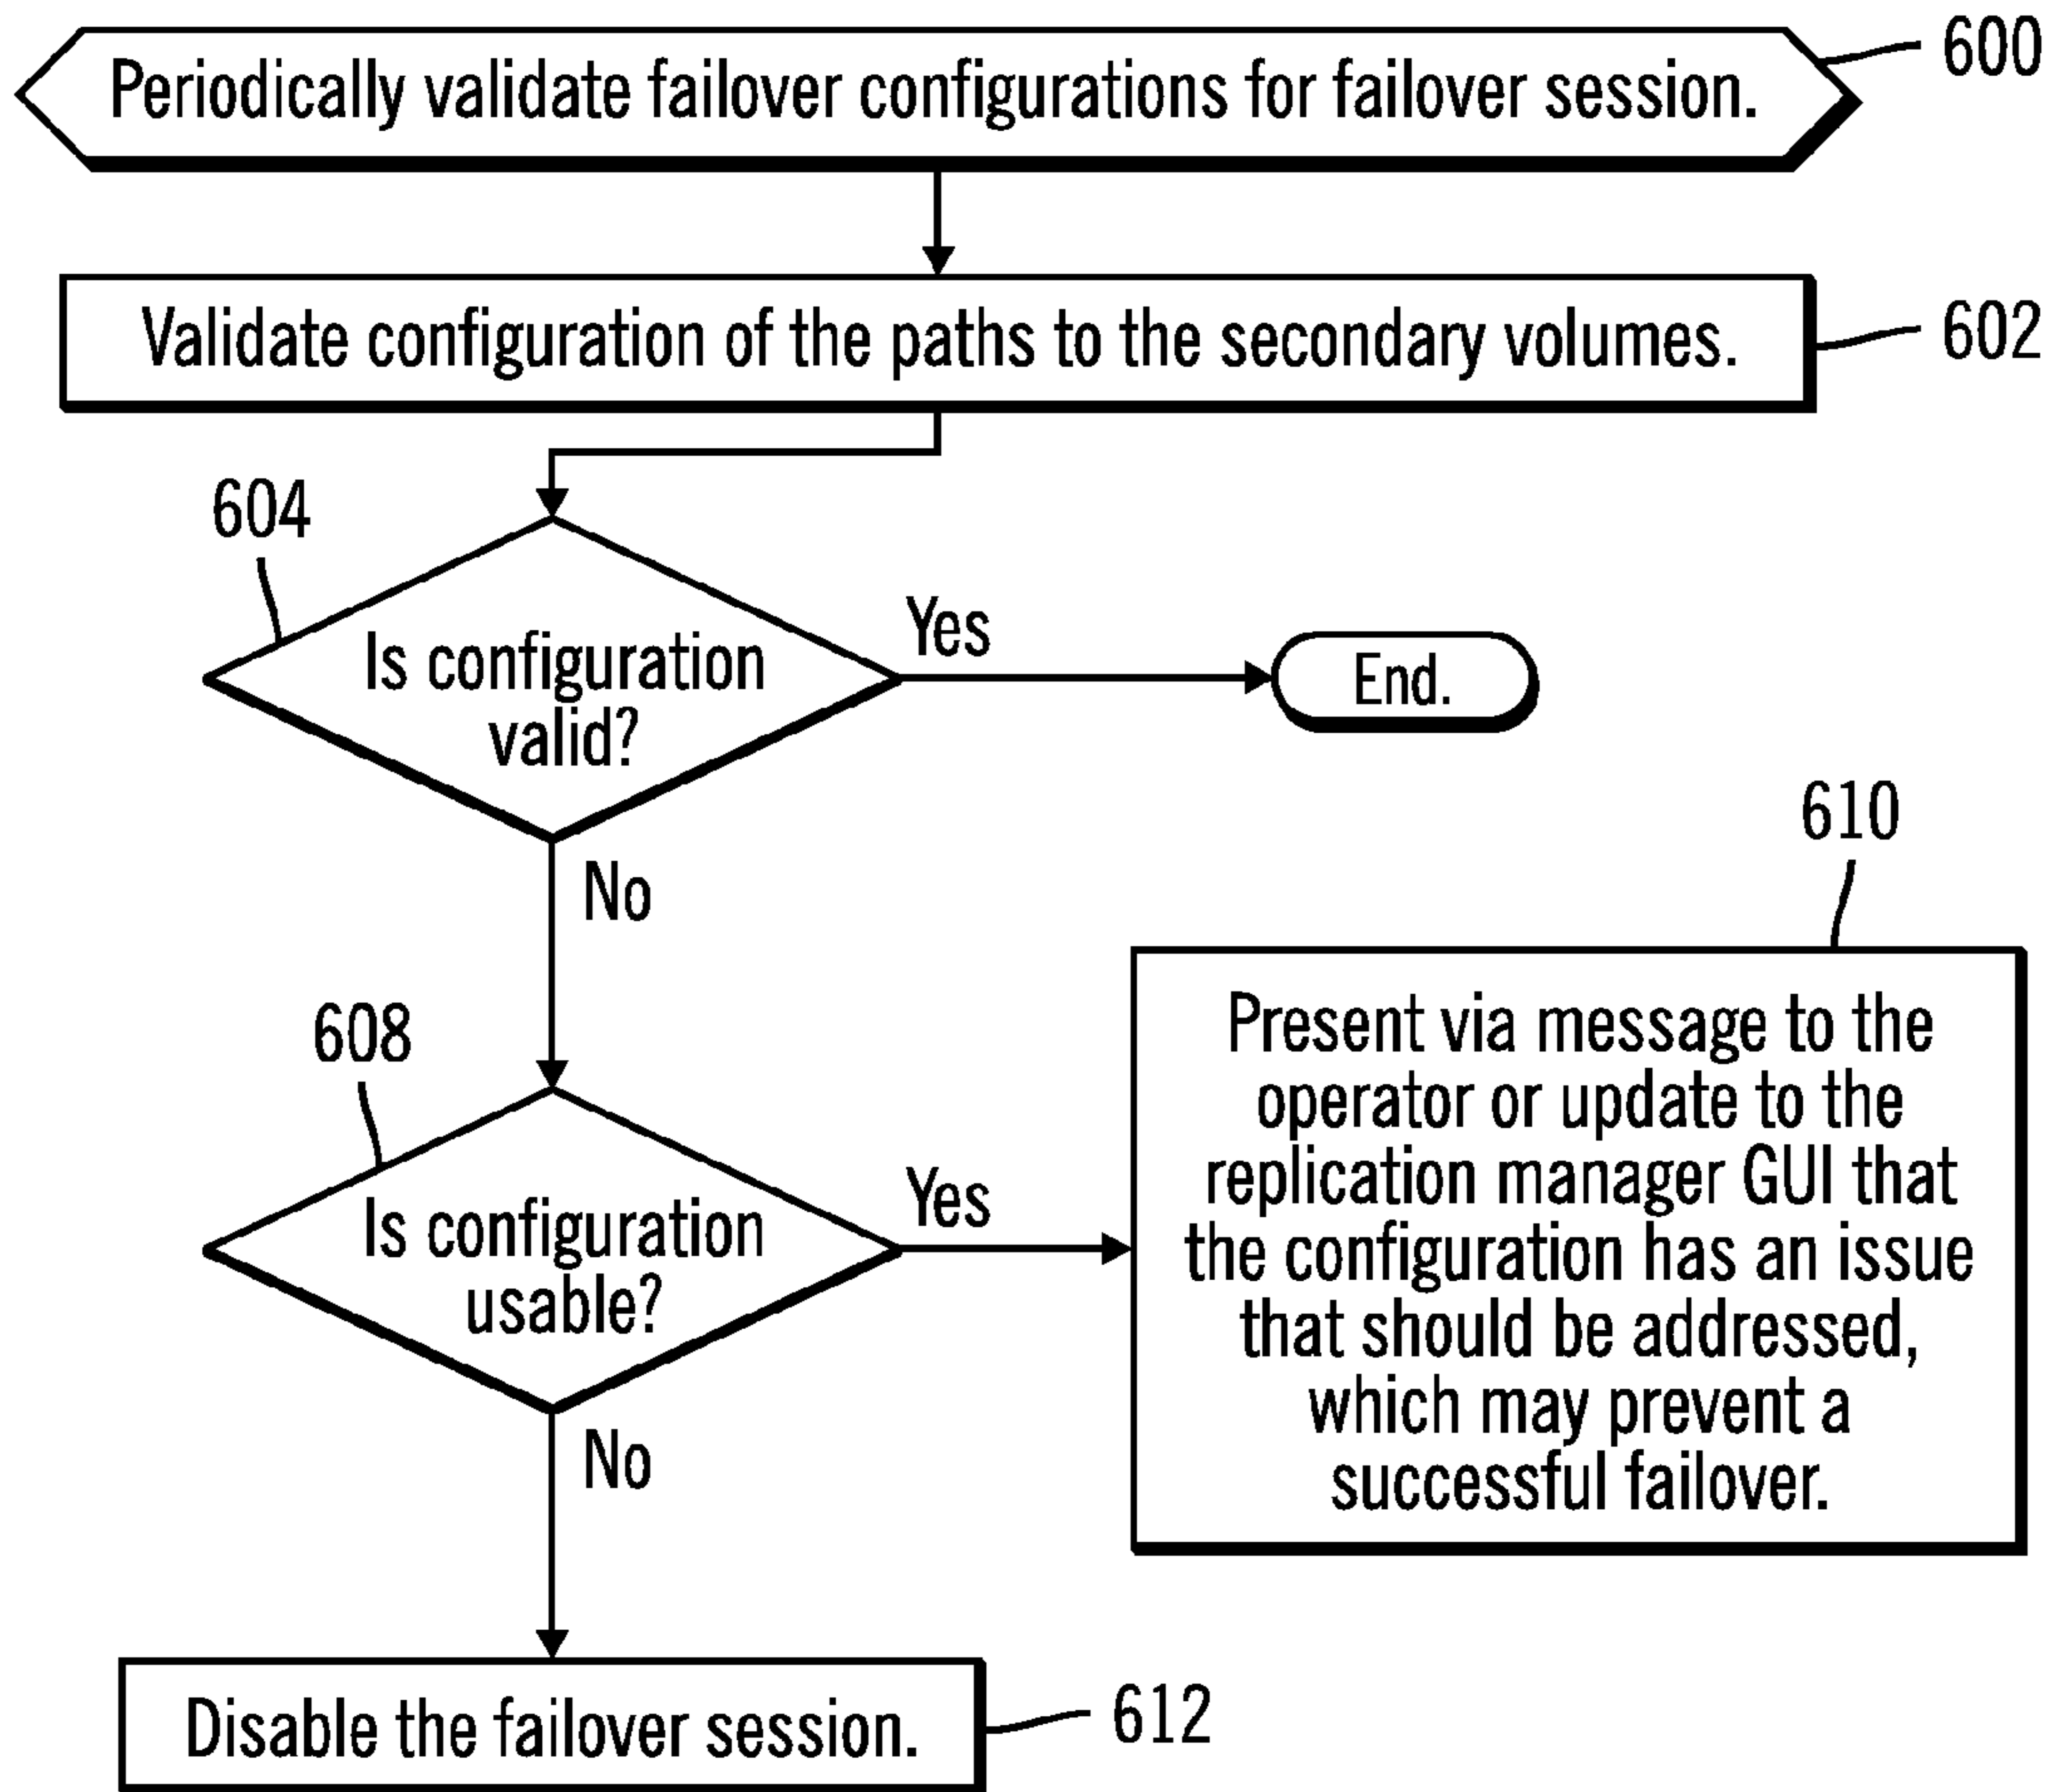 600
Periodically validate failover configurations for failover session.
Validate configuration of the paths to the secondary volumes.
602
604
Is configuration
valid?
Yes
End.
No
608
Is configuration
usable?
Yes
610
Present via message to the
operator or update to the
replication manager GUI that
the configuration has an issue
that should be addressed,
which may prevent a
successful failover.
No
Disable the failover session.
612